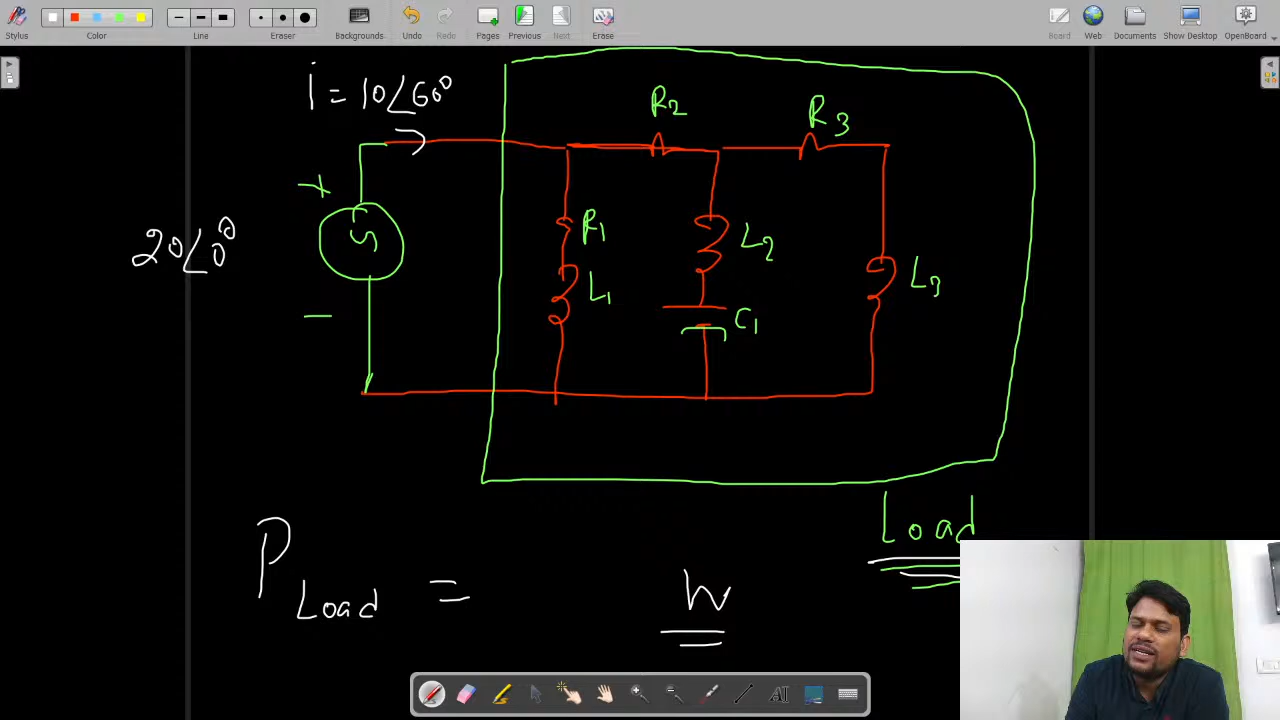 Stylus
Color
Line
Eraser
Backgrounds
Undo
Redo
Pages
Previous
Next
Erase
Board
Web
Documents
Show Desktop
OpenBoard
i = 10∠60°
R2
R3
+
20∠0°
R1
L2
L1
L3
C1
−
Load
P Load = W
AI